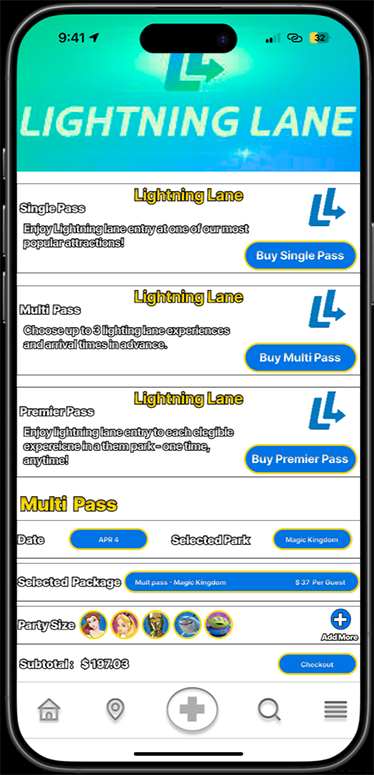 9:41
32
LIGHTNING LANE
Lightning Lane
Single Pass
Enjoy Lightning lane entry at one of our most
popular attractions!
Buy Single Pass
Lightning Lane
Multi Pass
Choose up to 3 lighting lane experiences
and arrival times in advance.
Buy Multi Pass
Lightning Lane
Premier Pass
Enjoy lightning lane entry to each elegible
expereicne in a them park - one time,
anytime!
Buy Premier Pass
Multi Pass
Date
APR 4
Selected Park
Magic Kingdom
Selected Package
Mult pass - Magic Kingdom
$ 37 Per Guest
Party Size
Add More
Subtotal : $ 197.03
Checkout